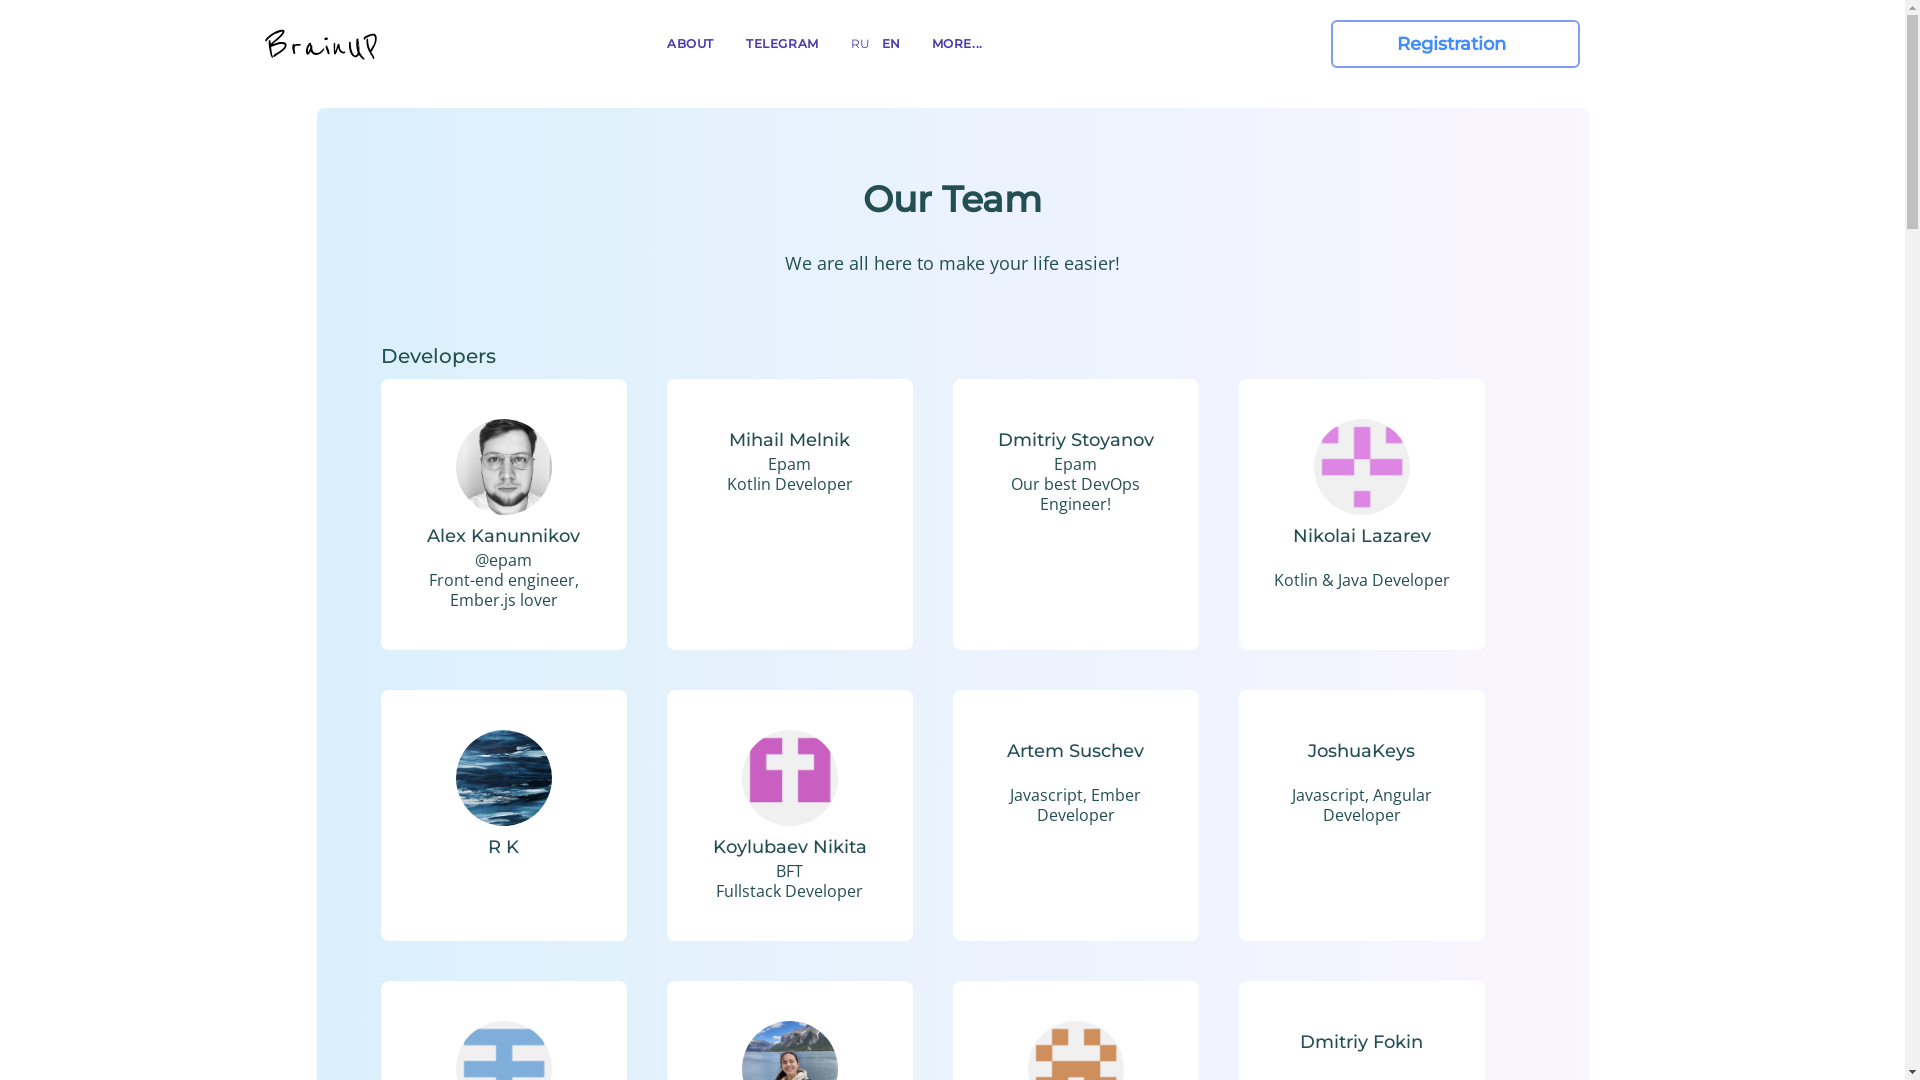 BrainUP
ABOUT
TELEGRAM
RU
EN
MORE...
Registration
Our Team
We are all here to make your life easier!
Developers
Alex Kanunnikov
@epam
Front-end engineer,
Ember.js lover
Mihail Melnik
Epam
Kotlin Developer
Dmitriy Stoyanov
Epam
Our best DevOps
Engineer!
Nikolai Lazarev
Kotlin & Java Developer
R K
Koylubaev Nikita
BFT
Fullstack Developer
Artem Suschev
Javascript, Ember
Developer
JoshuaKeys
Javascript, Angular
Developer
Dmitriy Fokin